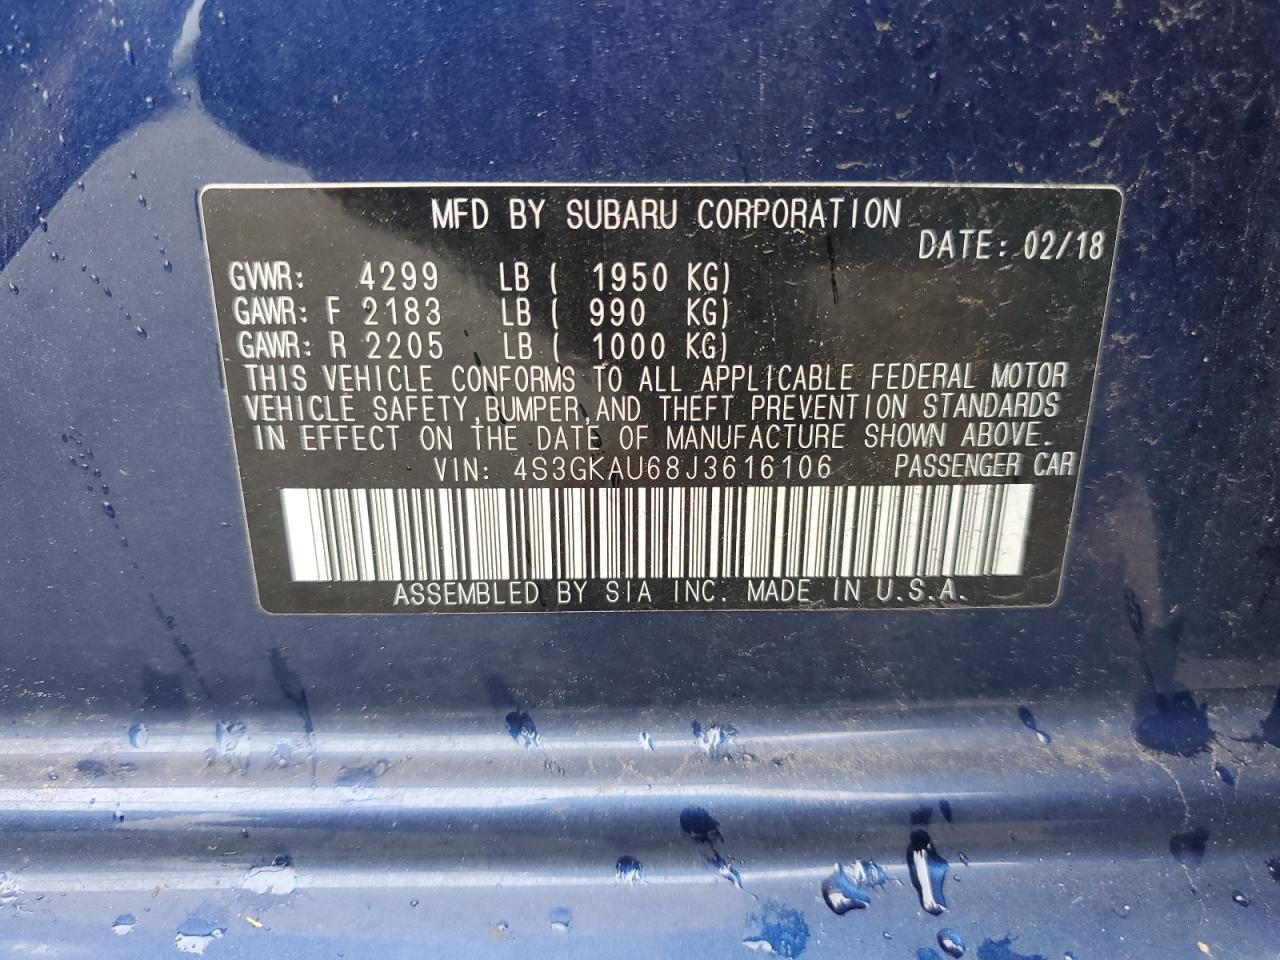 MFD BY SUBARU CORPORATION
DATE: 02/18
GVWR: 4299 LB ( 1950 KG)
GAWR: F 2183 LB ( 990 KG)
GAWR: R 2205 LB ( 1000 KG)
THIS VEHICLE CONFORMS TO ALL APPLICABLE FEDERAL MOTOR
VEHICLE SAFETY,BUMPER,AND THEFT PREVENTION STANDARDS
IN EFFECT ON THE DATE OF MANUFACTURE SHOWN ABOVE.
VIN: 4S3GKAU68J3616106 PASSENGER CAR
ASSEMBLED BY SIA INC. MADE IN U.S.A.